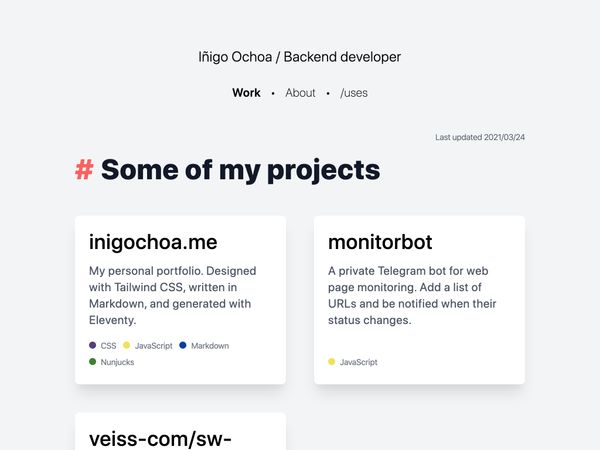 Iñigo Ochoa / Backend developer
Work • About • /uses
Last updated 2021/03/24
# Some of my projects
inigochoa.me
My personal portfolio. Designed
with Tailwind CSS, written in
Markdown, and generated with
Eleventy.
CSS JavaScript Markdown
Nunjucks
monitorbot
A private Telegram bot for web
page monitoring. Add a list of
URLs and be notified when their
status changes.
JavaScript
veiss-com/sw-